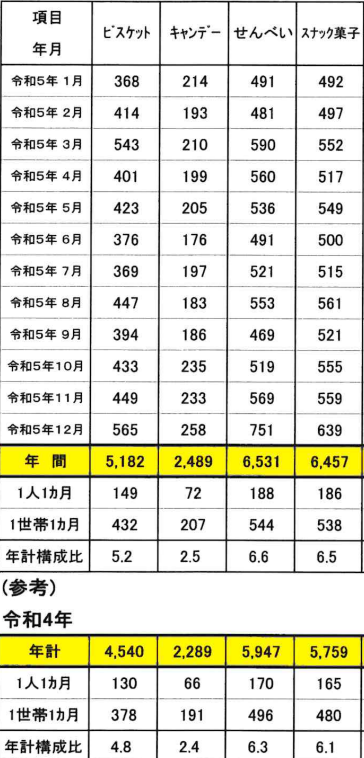 項目 ビスケット キャンデー せんべい スナック菓子
年月
令和5年 1月 368 214 491 492
令和5年 2月 414 193 481 497
令和5年 3月 543 210 590 552
令和5年 4月 401 199 560 517
令和5年 5月 423 205 536 549
令和5年 6月 376 176 491 500
令和5年 7月 369 197 521 515
令和5年 8月 447 183 553 561
令和5年 9月 394 186 469 521
令和5年10月 433 235 519 555
令和5年11月 449 233 569 559
令和5年12月 565 258 751 639
年 間 5,182 2,489 6,531 6,457
1人1カ月 149 72 188 186
1世帯1カ月 432 207 544 538
年計構成比 5.2 2.5 6.6 6.5
(参考)
令和4年
年計 4,540 2,289 5,947 5,759
1人1カ月 130 66 170 165
1世帯1カ月 378 191 496 480
年計構成比 4.8 2.4 6.3 6.1